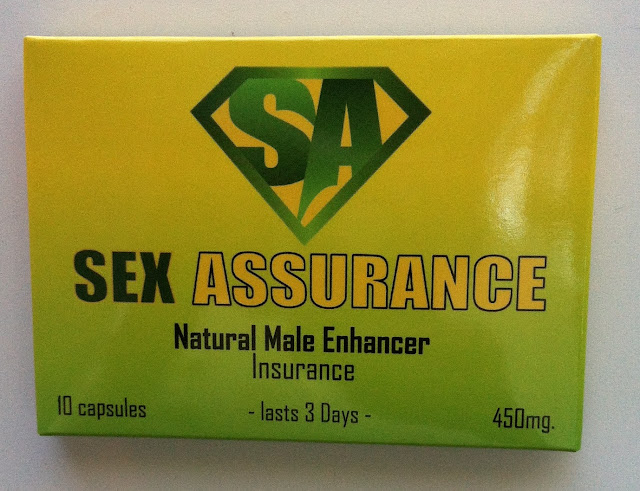 SA
SEX ASSURANCE
Natural Male Enhancer
Insurance
10 capsules - lasts 3 Days - 450mg.